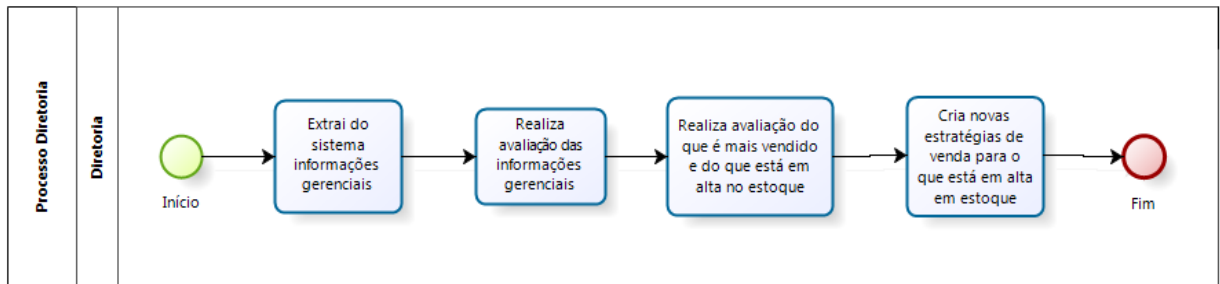 Processo Diretoria
Diretoria
Início
Extrai do
sistema
informações
gerenciais
Realiza
avaliação das
informações
gerenciais
Realiza avaliação do
que é mais vendido
e do que está em
alta no estoque
Cria novas
estratégias de
venda para o
que está em alta
em estoque
Fim